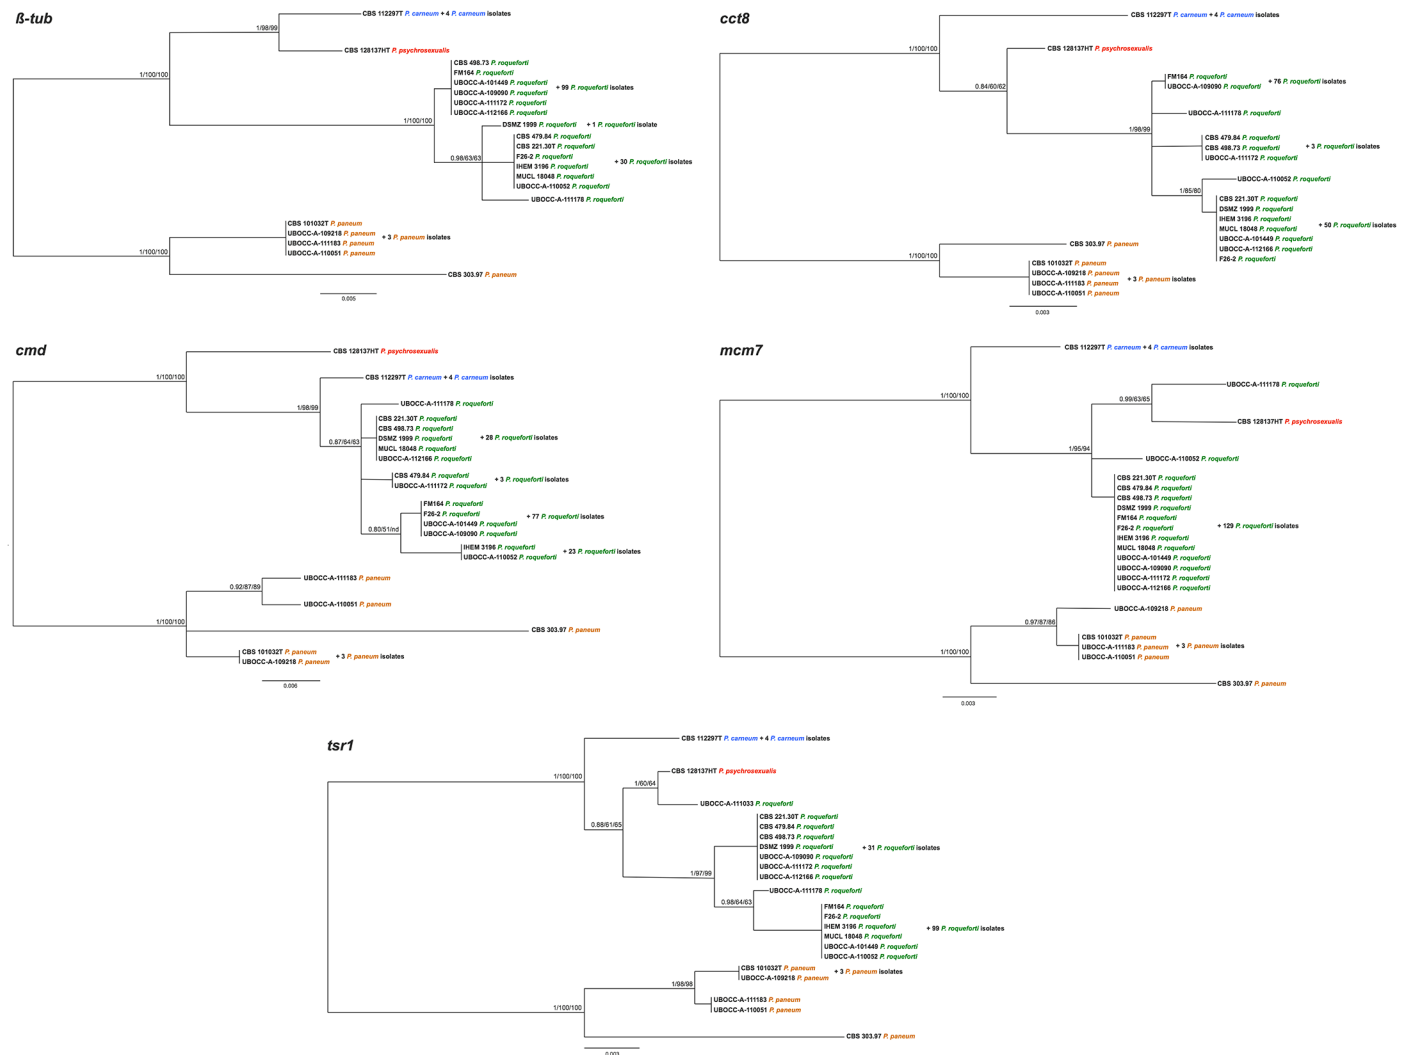 ß-tub
CBS 112297T P. carneum + 4 P. carneum isolates
1/98/99
CBS 128137HT P. psychrosexualis
1/100/100
CBS 498.73 P. roqueforti
FM164 P. roqueforti
UBOCC-A-101449 P. roqueforti
UBOCC-A-109090 P. roqueforti
+ 99 P. roqueforti isolates
UBOCC-A-111172 P. roqueforti
UBOCC-A-112166 P. roqueforti
1/100/100
DSMZ 1999 P. roqueforti + 1 P. roqueforti isolate
CBS 479.84 P. roqueforti
CBS 221.30T P. roqueforti
F26-2 P. roqueforti
0.98/63/63
+ 30 P. roqueforti isolates
IHEM 3196 P. roqueforti
MUCL 18048 P. roqueforti
UBOCC-A-110052 P. roqueforti
UBOCC-A-111178 P. roqueforti
CBS 101032T P. paneum
UBOCC-A-109218 P. paneum
+ 3 P. paneum isolates
UBOCC-A-111183 P. paneum
UBOCC-A-110051 P. paneum
1/100/100
CBS 303.97 P. paneum
0.005
cct8
CBS 112297T P. carneum + 4 P. carneum isolates
1/100/100
CBS 128137HT P. psychrosexualis
0.84/60/62
FM164 P. roqueforti
+ 76 P. roqueforti isolates
UBOCC-A-109090 P. roqueforti
UBOCC-A-111178 P. roqueforti
1/98/99
CBS 479.84 P. roqueforti
CBS 498.73 P. roqueforti
+ 3 P. roqueforti isolates
UBOCC-A-111172 P. roqueforti
UBOCC-A-110052 P. roqueforti
1/85/80
CBS 221.30T P. roqueforti
DSMZ 1999 P. roqueforti
IHEM 3196 P. roqueforti
MUCL 18048 P. roqueforti
+ 50 P. roqueforti isolates
UBOCC-A-101449 P. roqueforti
UBOCC-A-112166 P. roqueforti
F26-2 P. roqueforti
CBS 303.97 P. paneum
1/100/100
CBS 101032T P. paneum
UBOCC-A-109218 P. paneum
+ 3 P. paneum isolates
UBOCC-A-111183 P. paneum
UBOCC-A-110051 P. paneum
0.003
cmd
CBS 128137HT P. psychrosexualis
1/100/100
CBS 112297T P. carneum + 4 P. carneum isolates
1/98/99
UBOCC-A-111178 P. roqueforti
CBS 221.30T P. roqueforti
CBS 498.73 P. roqueforti
DSMZ 1999 P. roqueforti
+ 28 P. roqueforti isolates
0.87/64/63
MUCL 18048 P. roqueforti
UBOCC-A-112166 P. roqueforti
CBS 479.84 P. roqueforti
+ 3 P. roqueforti isolates
UBOCC-A-111172 P. roqueforti
FM164 P. roqueforti
F26-2 P. roqueforti
+ 77 P. roqueforti isolates
UBOCC-A-101449 P. roqueforti
0.80/51/nd
UBOCC-A-109090 P. roqueforti
IHEM 3196 P. roqueforti
+ 23 P. roqueforti isolates
UBOCC-A-110052 P. roqueforti
UBOCC-A-111183 P. paneum
0.92/87/89
UBOCC-A-110051 P. paneum
1/100/100
CBS 303.97 P. paneum
CBS 101032T P. paneum
+ 3 P. paneum isolates
UBOCC-A-109218 P. paneum
0.006
mcm7
CBS 112297T P. carneum + 4 P. carneum isolates
1/100/100
UBOCC-A-111178 P. roqueforti
0.99/63/65
CBS 128137HT P. psychrosexualis
1/95/94
UBOCC-A-110052 P. roqueforti
CBS 221.30T P. roqueforti
CBS 479.84 P. roqueforti
CBS 498.73 P. roqueforti
DSMZ 1999 P. roqueforti
FM164 P. roqueforti
F26-2 P. roqueforti
+ 129 P. roqueforti isolates
IHEM 3196 P. roqueforti
MUCL 18048 P. roqueforti
UBOCC-A-101449 P. roqueforti
UBOCC-A-109090 P. roqueforti
UBOCC-A-111172 P. roqueforti
UBOCC-A-112166 P. roqueforti
UBOCC-A-109218 P. paneum
0.97/87/86
CBS 101032T P. paneum
UBOCC-A-111183 P. paneum
+ 3 P. paneum isolates
UBOCC-A-110051 P. paneum
1/100/100
CBS 303.97 P. paneum
0.003
tsr1
CBS 112297T P. carneum + 4 P. carneum isolates
1/100/100
CBS 128137HT P. psychrosexualis
1/60/64
UBOCC-A-111033 P. roqueforti
0.88/61/65
CBS 221.30T P. roqueforti
CBS 479.84 P. roqueforti
CBS 498.73 P. roqueforti
DSMZ 1999 P. roqueforti
+ 31 P. roqueforti isolates
UBOCC-A-109090 P. roqueforti
UBOCC-A-111172 P. roqueforti
UBOCC-A-112166 P. roqueforti
1/97/99
UBOCC-A-111178 P. roqueforti
0.98/64/63
FM164 P. roqueforti
F26-2 P. roqueforti
IHEM 3196 P. roqueforti
+ 99 P. roqueforti isolates
MUCL 18048 P. roqueforti
UBOCC-A-101449 P. roqueforti
UBOCC-A-110052 P. roqueforti
CBS 101032T P. paneum
+ 3 P. paneum isolates
UBOCC-A-109218 P. paneum
1/98/98
UBOCC-A-111183 P. paneum
UBOCC-A-110051 P. paneum
1/100/100
CBS 303.97 P. paneum
0.003